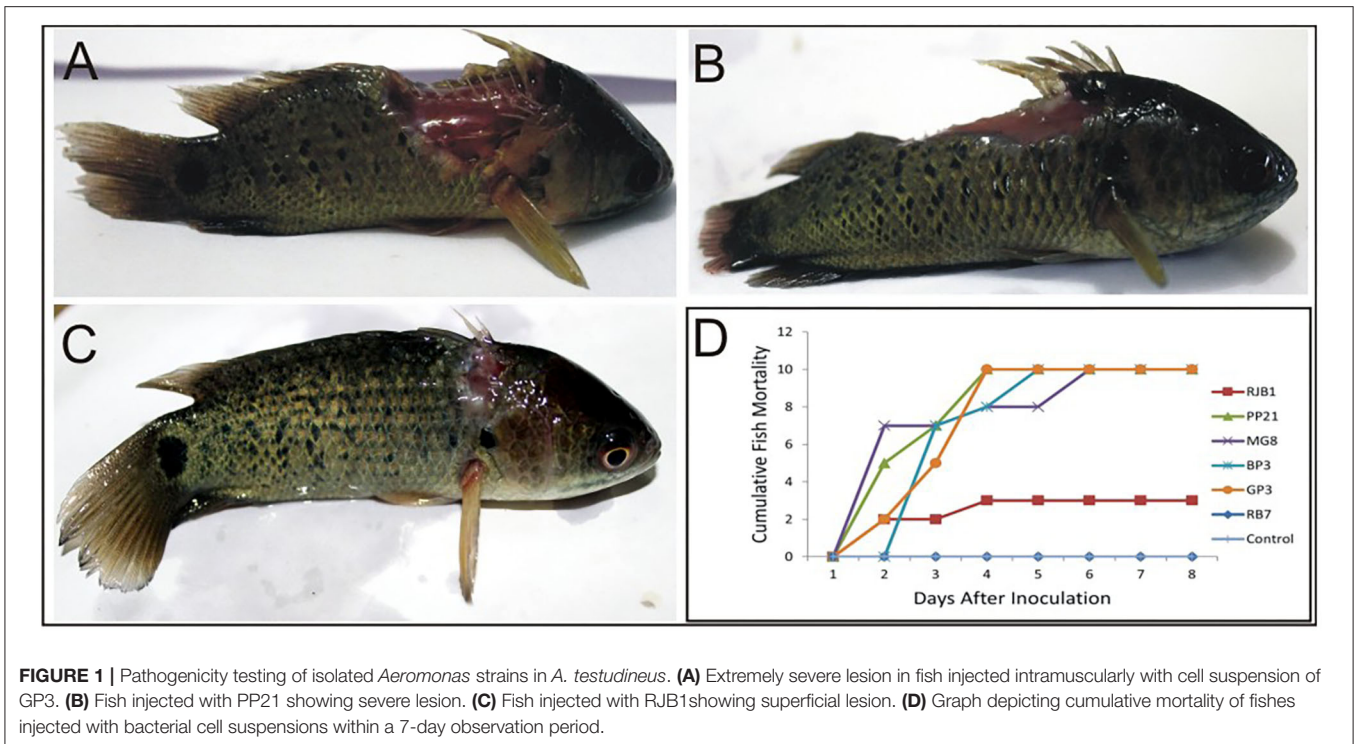 A
B
C
D
Cumulative Fish Mortality
12
10
8
6
4
2
0
1 2 3 4 5 6 7 8
Days After Inoculation
RJB1
PP21
MG8
BP3
GP3
RB7
Control
FIGURE 1 | Pathogenicity testing of isolated Aeromonas strains in A. testudineus. (A) Extremely severe lesion in fish injected intramuscularly with cell suspension of
GP3. (B) Fish injected with PP21 showing severe lesion. (C) Fish injected with RJB1showing superficial lesion. (D) Graph depicting cumulative mortality of fishes
injected with bacterial cell suspensions within a 7-day observation period.